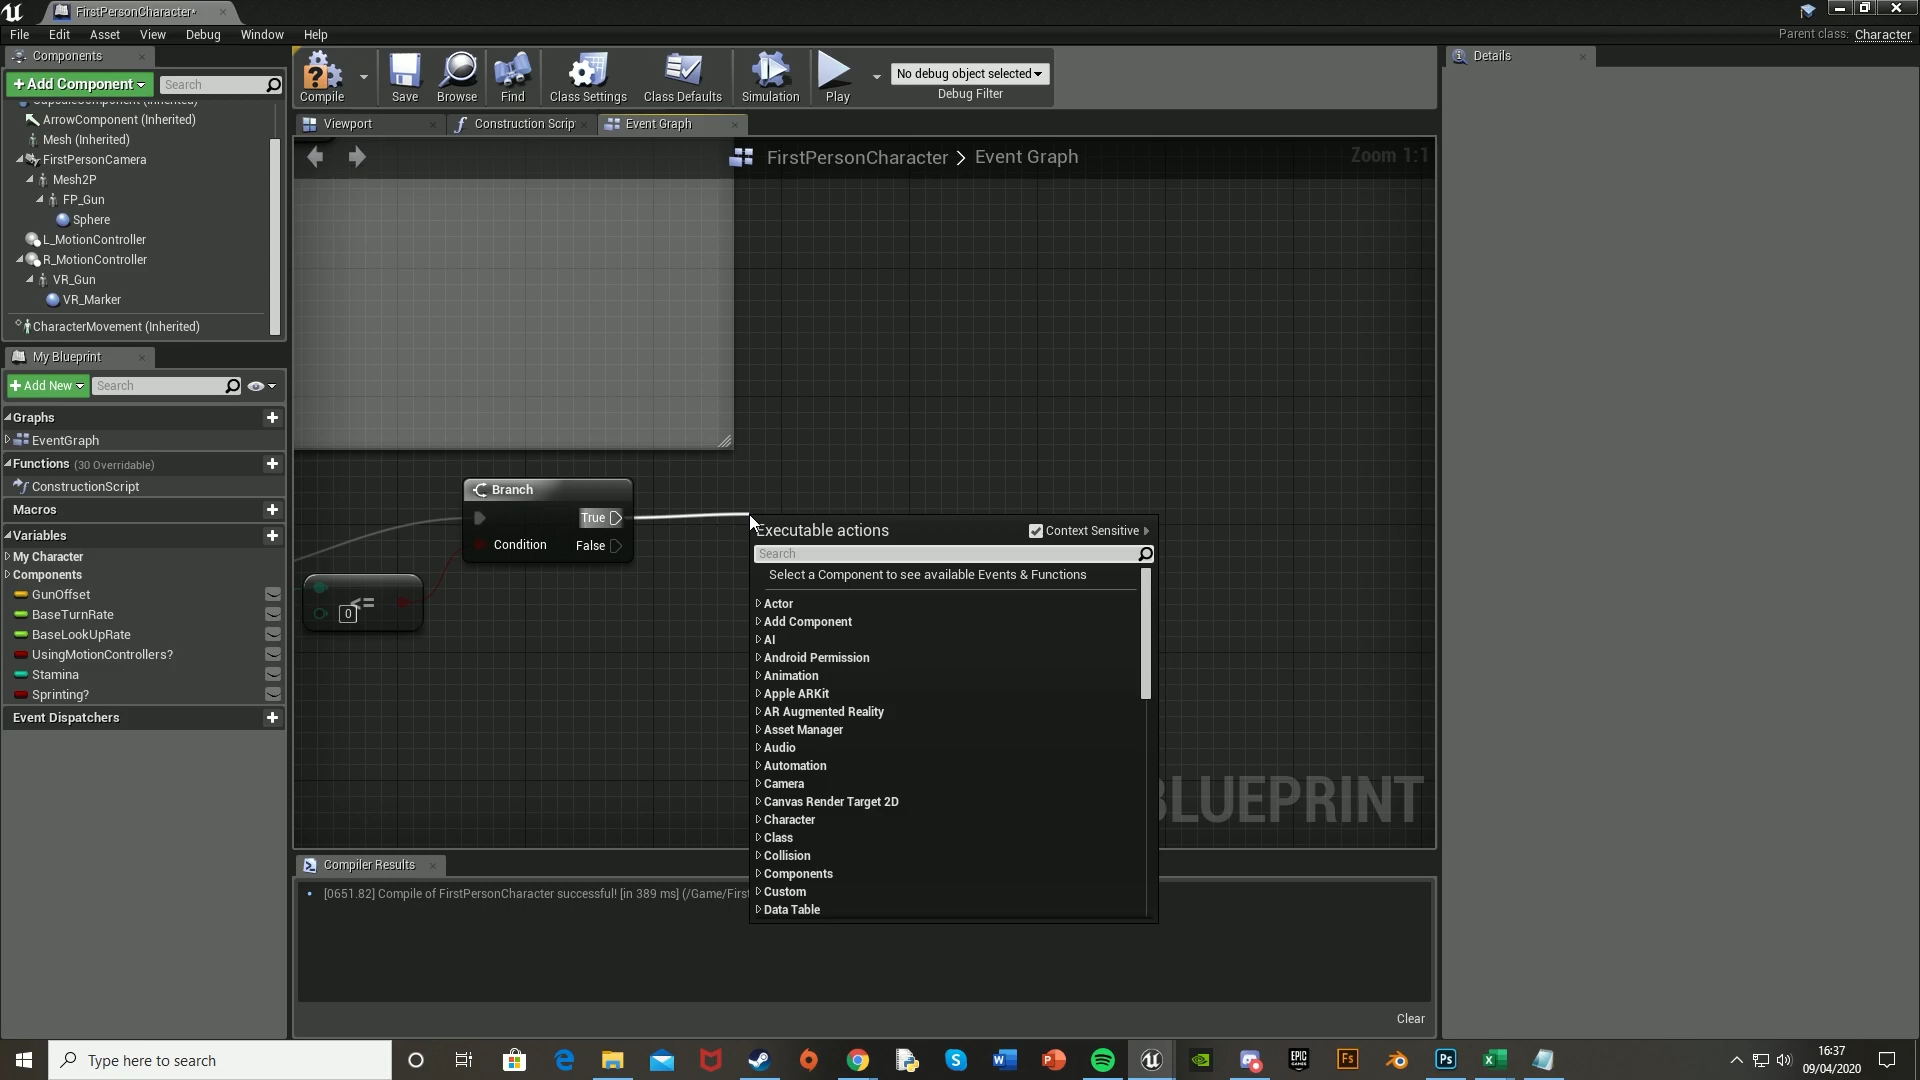 FirstPersonCharacter*
File Edit Asset View Debug Window Help
Parent class: Character
Components
+ Add Component
Search
CapsuleComponent (Inherited)
ArrowComponent (Inherited)
Mesh (Inherited)
FirstPersonCamera
Mesh2P
FP_Gun
Sphere
L_MotionController
R_MotionController
VR_Gun
VR_Marker
CharacterMovement (Inherited)
My Blueprint
+ Add New
Search
Graphs
EventGraph
Functions (30 Overridable)
ConstructionScript
Macros
Variables
My Character
Components
GunOffset
BaseTurnRate
BaseLookUpRate
UsingMotionControllers?
Stamina
Sprinting?
Event Dispatchers
Compile
Save
Browse
Find
Class Settings
Class Defaults
Simulation
Play
No debug object selected
Debug Filter
Viewport
Construction Scrip
Event Graph
FirstPersonCharacter > Event Graph
Zoom 1:1
Branch
True
Condition
False
<=
0
Executable actions
Context Sensitive
Search
Select a Component to see available Events & Functions
Actor
Add Component
AI
Android Permission
Animation
Apple ARKit
AR Augmented Reality
Asset Manager
Audio
Automation
Camera
Canvas Render Target 2D
Character
Class
Collision
Components
Custom
Data Table
BLUEPRINT
Compiler Results
[0651.82] Compile of FirstPersonCharacter successful! [in 389 ms] (/Game/First
Clear
Details
Type here to search
16:37
09/04/2020